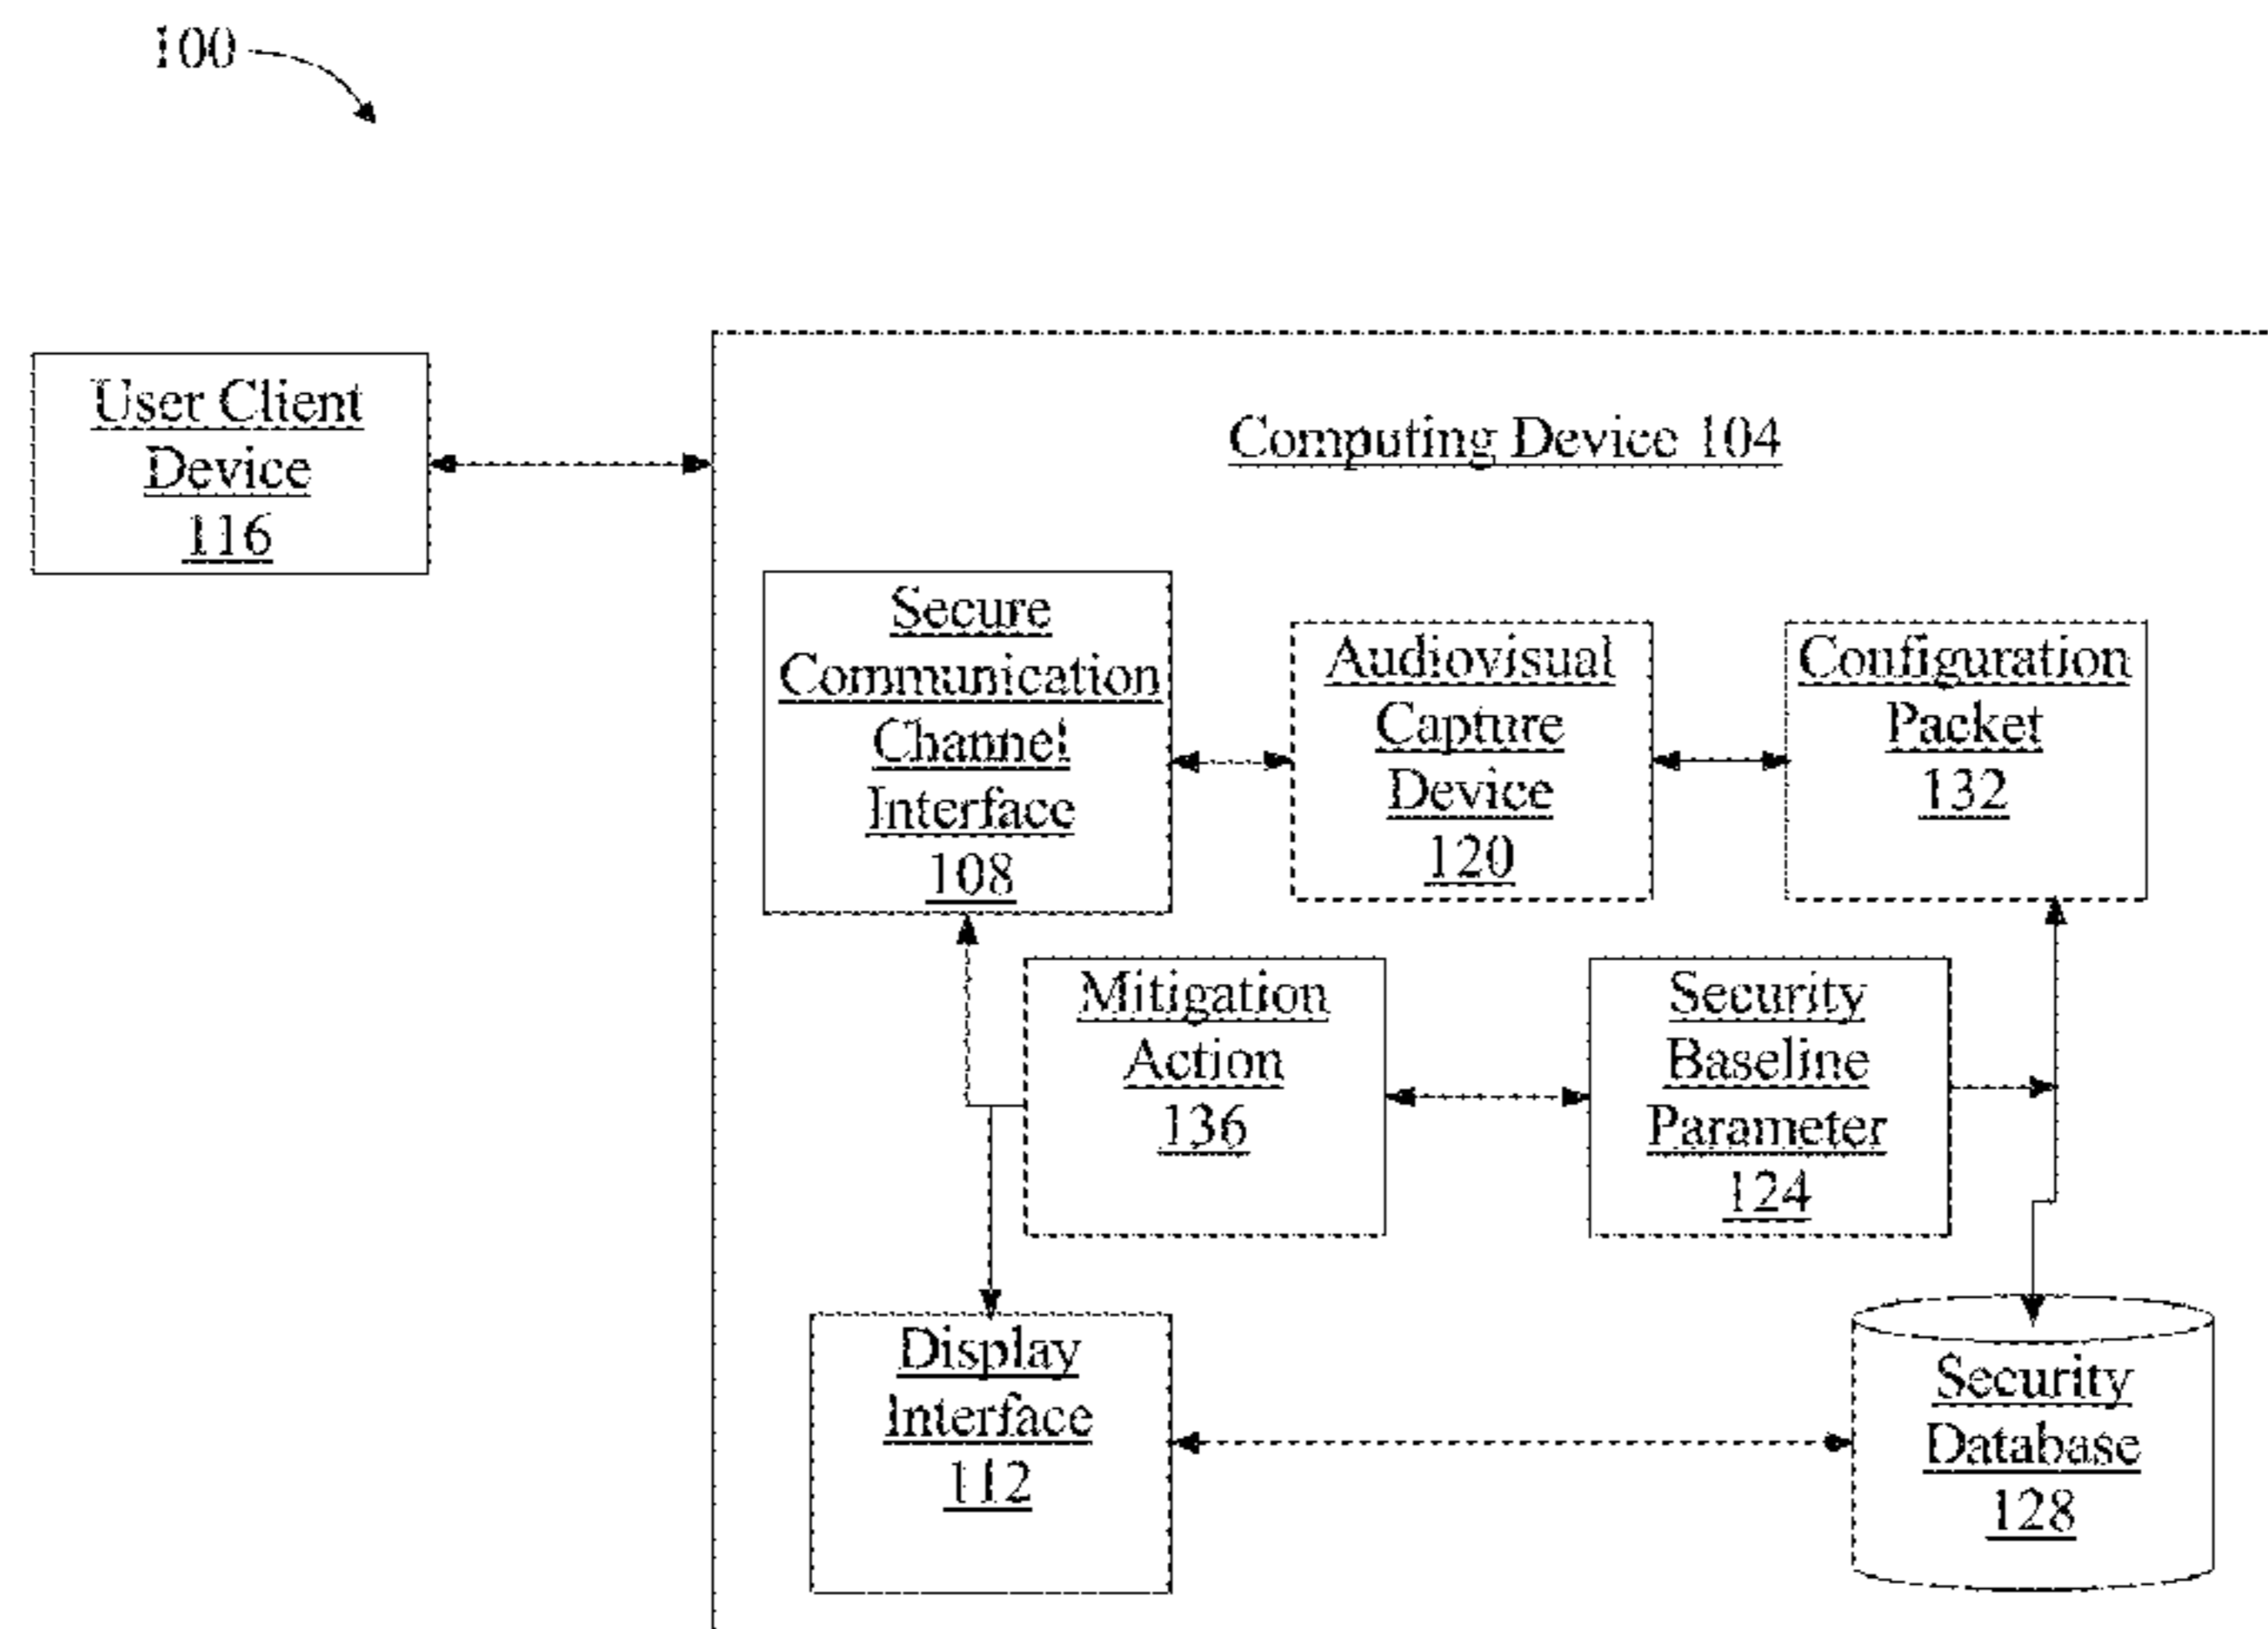 100
User Client
Device
116
Computing Device 104
Secure
Communication
Channel
Interface
108
Audiovisual
Capture
Device
120
Configuration
Packet
132
Mitigation
Action
136
Security
Baseline
Parameter
124
Display
Interface
112
Security
Database
128